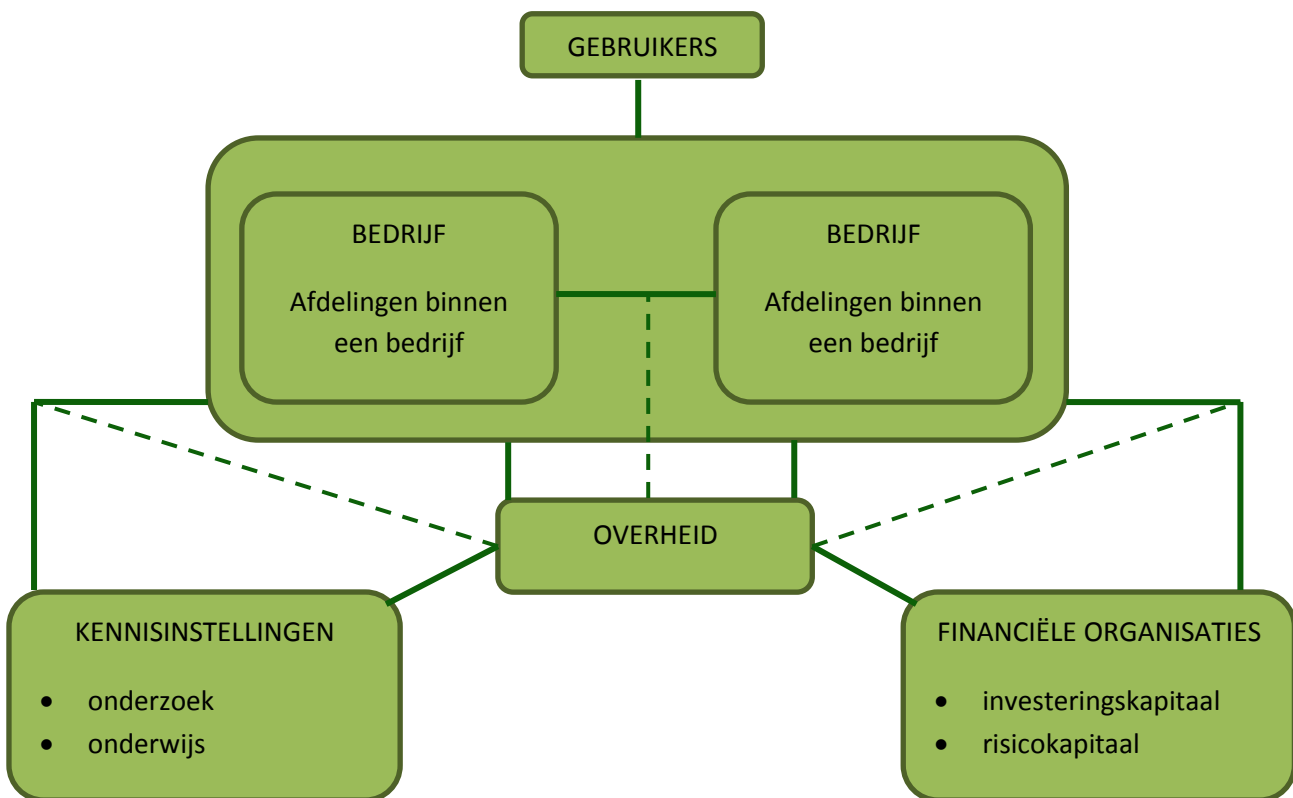 GEBRUIKERS
BEDRIJF
Afdelingen binnen
een bedrijf
BEDRIJF
Afdelingen binnen
een bedrijf
OVERHEID
KENNISINSTELLINGEN
• onderzoek
• onderwijs
FINANCIËLE ORGANISATIES
• investeringskapitaal
• risicokapitaal